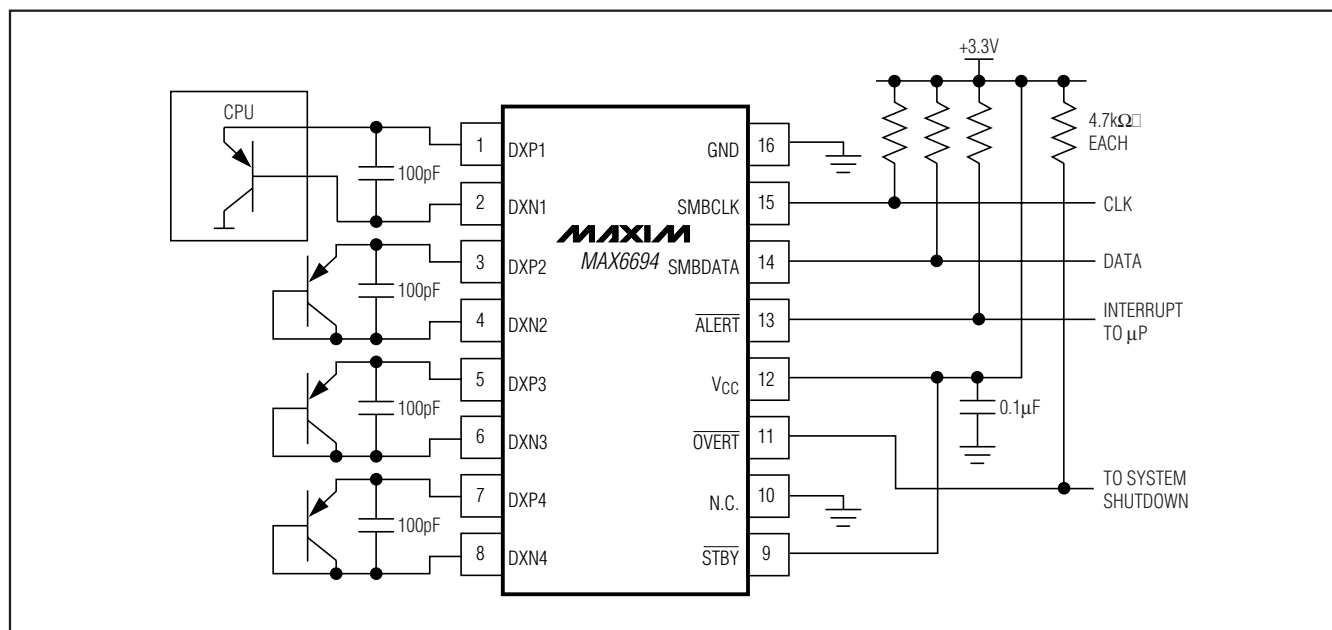 +3.3V
CPU
4.7kΩ□
EACH
1
DXP1
GND
16
100pF
2
DXN1
SMBCLK
15
CLK
MAXIM
MAX6694
3
DXP2
SMBDATA
14
DATA
100pF
4
DXN2
ALERT
13
INTERRUPT
TO μP
5
DXP3
VCC
12
100pF
0.1μF
6
DXN3
OVERT
11
7
DXP4
N.C.
10
TO SYSTEM
SHUTDOWN
100pF
8
DXN4
STBY
9